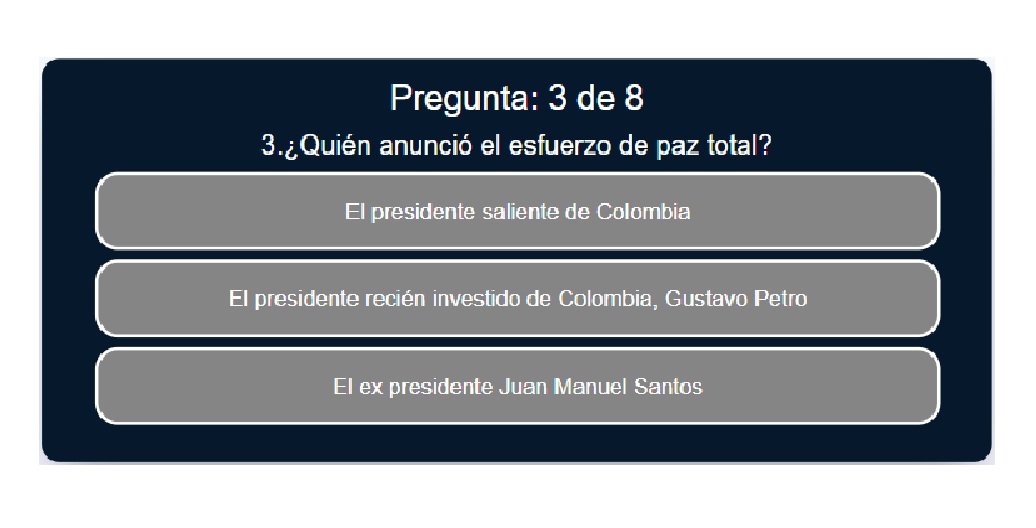 Pregunta: 3 de 8
3.¿Quién anunció el esfuerzo de paz total?
El presidente saliente de Colombia
El presidente recién investido de Colombia, Gustavo Petro
El ex presidente Juan Manuel Santos